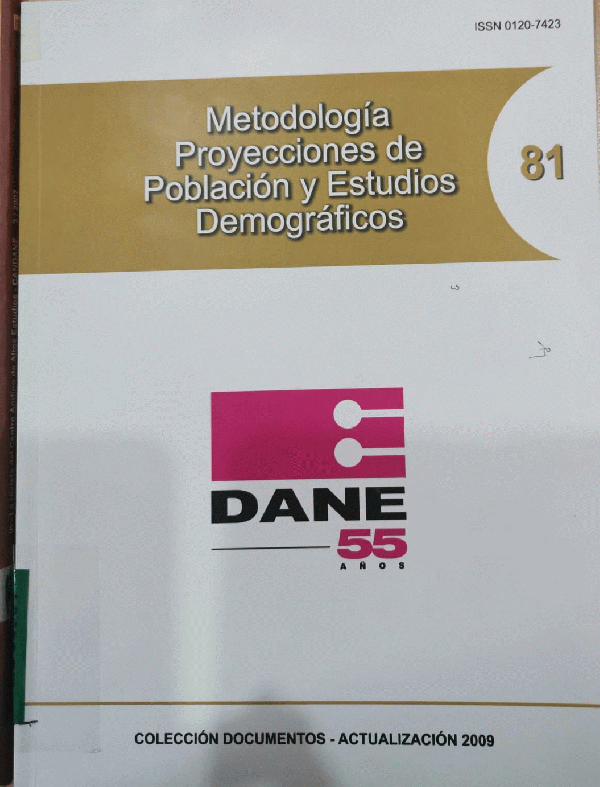 ISSN 0120-7423
Metodología
Proyecciones de
Población y Estudios
Demográficos
81
DANE
55
AÑOS
COLECCIÓN DOCUMENTOS - ACTUALIZACIÓN 2009